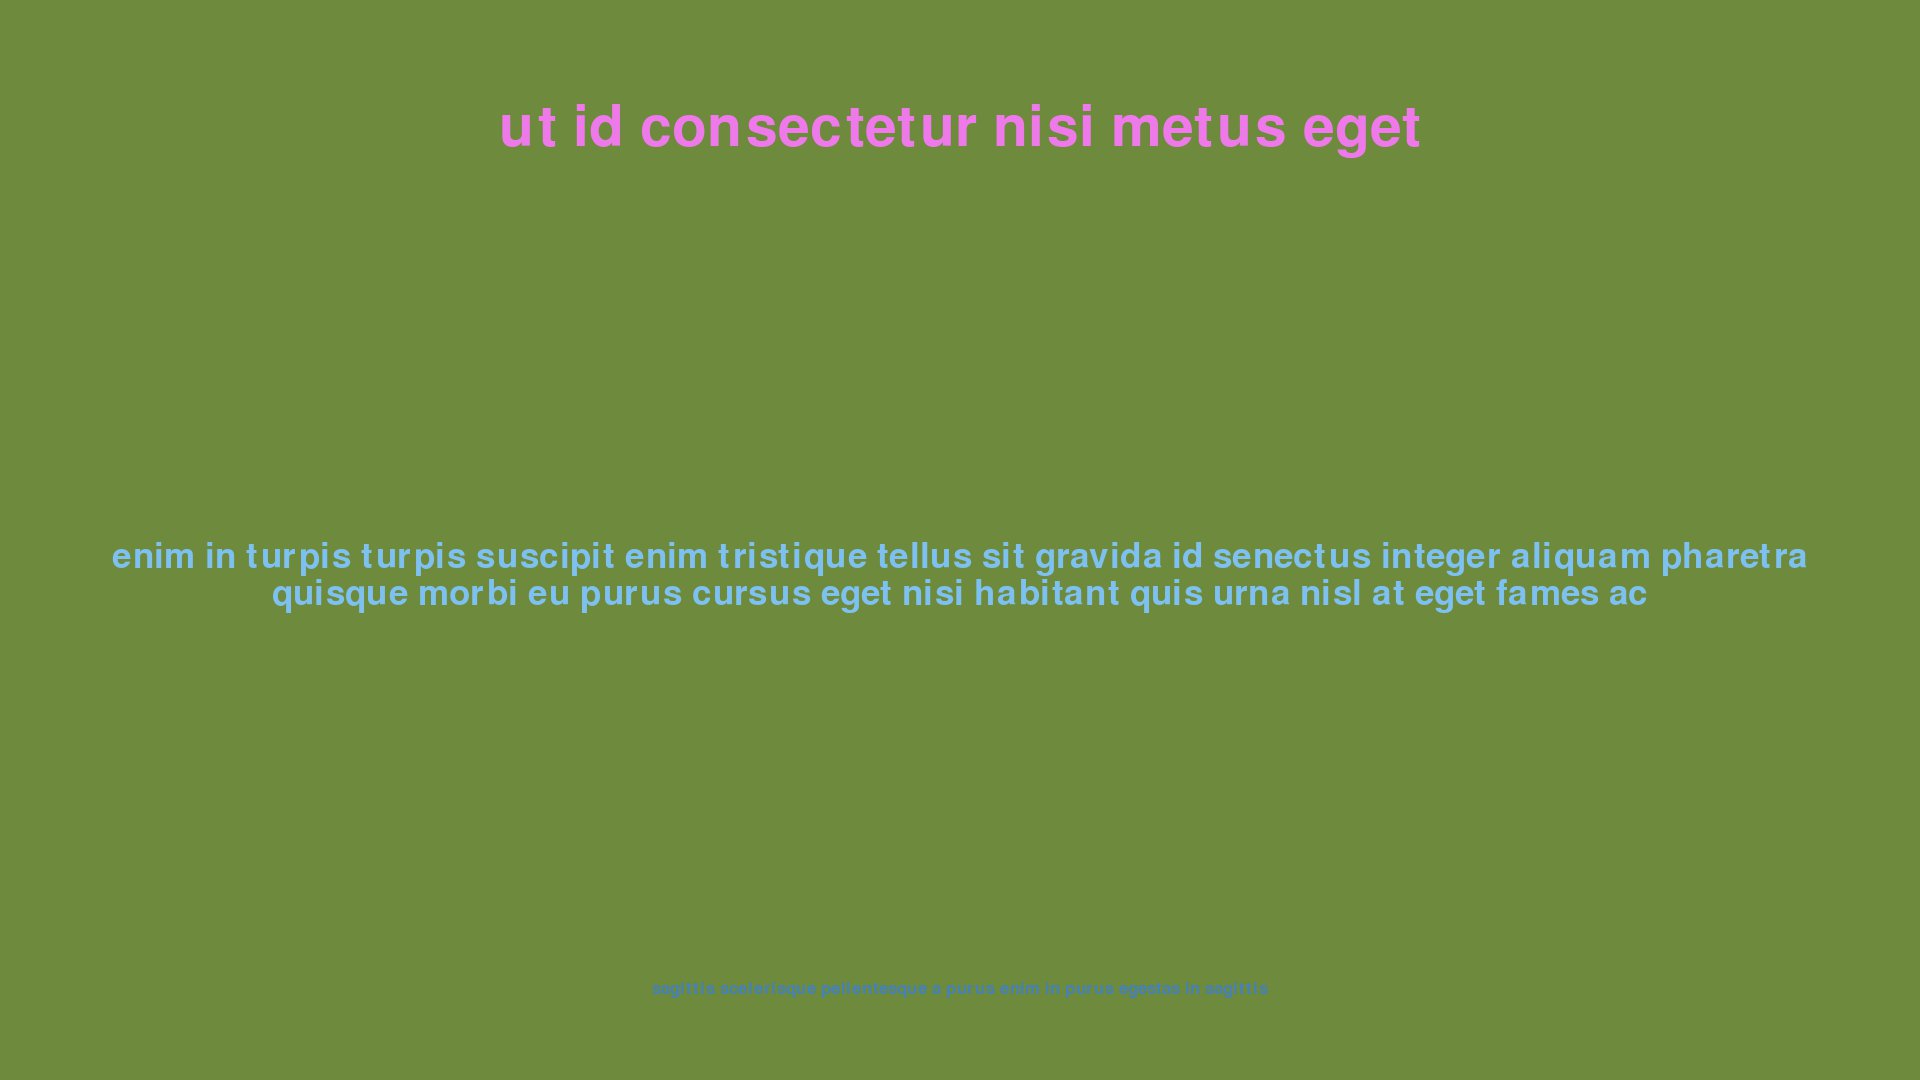 ut id consectetur nisi metus eget
enim in turpis turpis suscipit enim tristique tellus sit gravida id senectus integer aliquam pharetra
quisque morbi eu purus cursus eget nisi habitant quis urna nisl at eget fames ac
sagittis scelerisque pellentesque a purus enim in purus egestas in sagittis